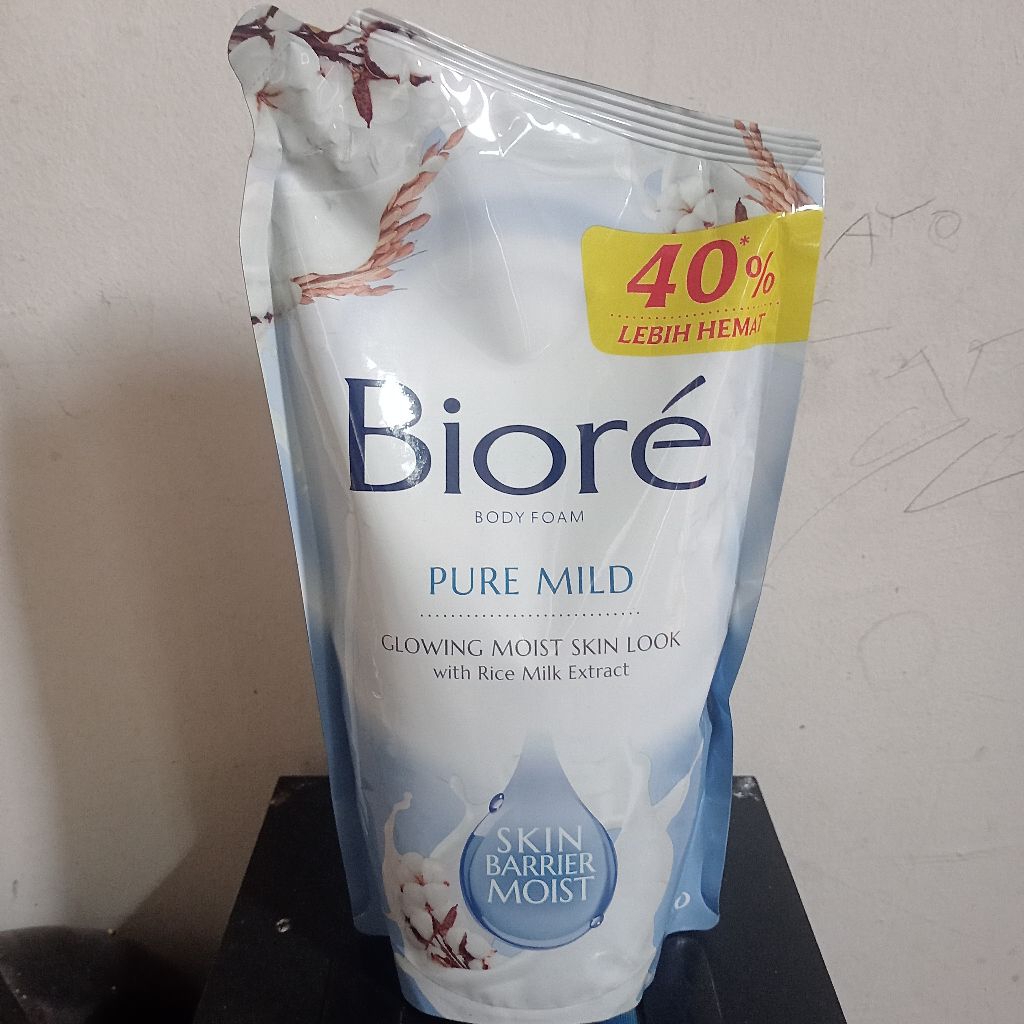 40*%
LEBIH HEMAT
Bioré
BODY FOAM
PURE MILD
GLOWING MOIST SKIN LOOK
with Rice Milk Extract
SKIN
BARRIER
MOIST
AYO